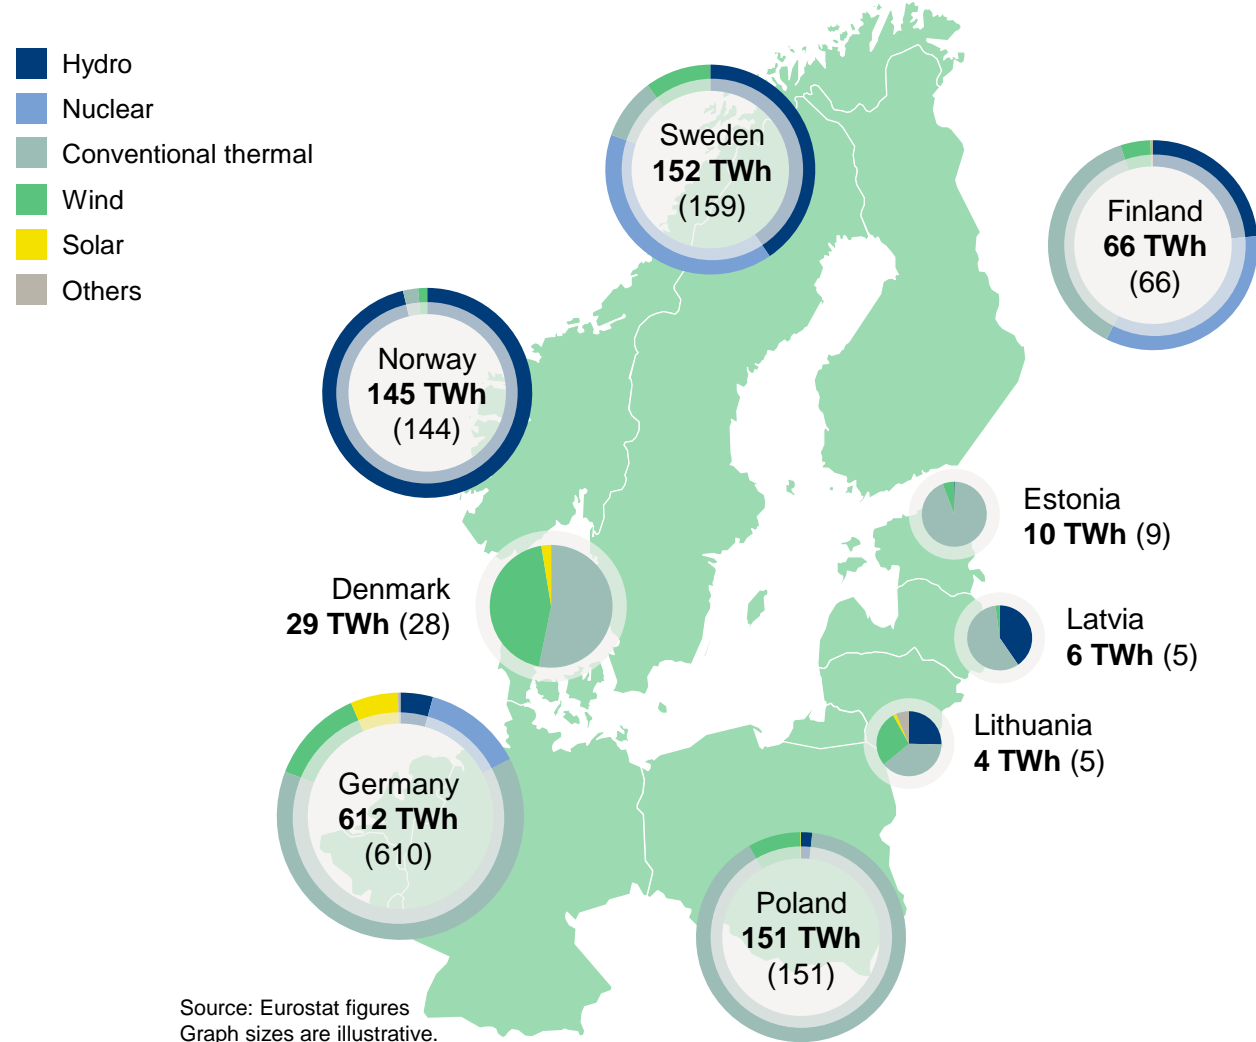 Hydro
Nuclear
Conventional thermal
Wind
Solar
Others
Sweden
152 TWh
(159)
Finland
66 TWh
(66)
Norway
145 TWh
(144)
Estonia
10 TWh (9)
Denmark
29 TWh (28)
Latvia
6 TWh (5)
Lithuania
4 TWh (5)
Germany
612 TWh
(610)
Poland
151 TWh
(151)
Source: Eurostat figures
Graph sizes are illustrative.